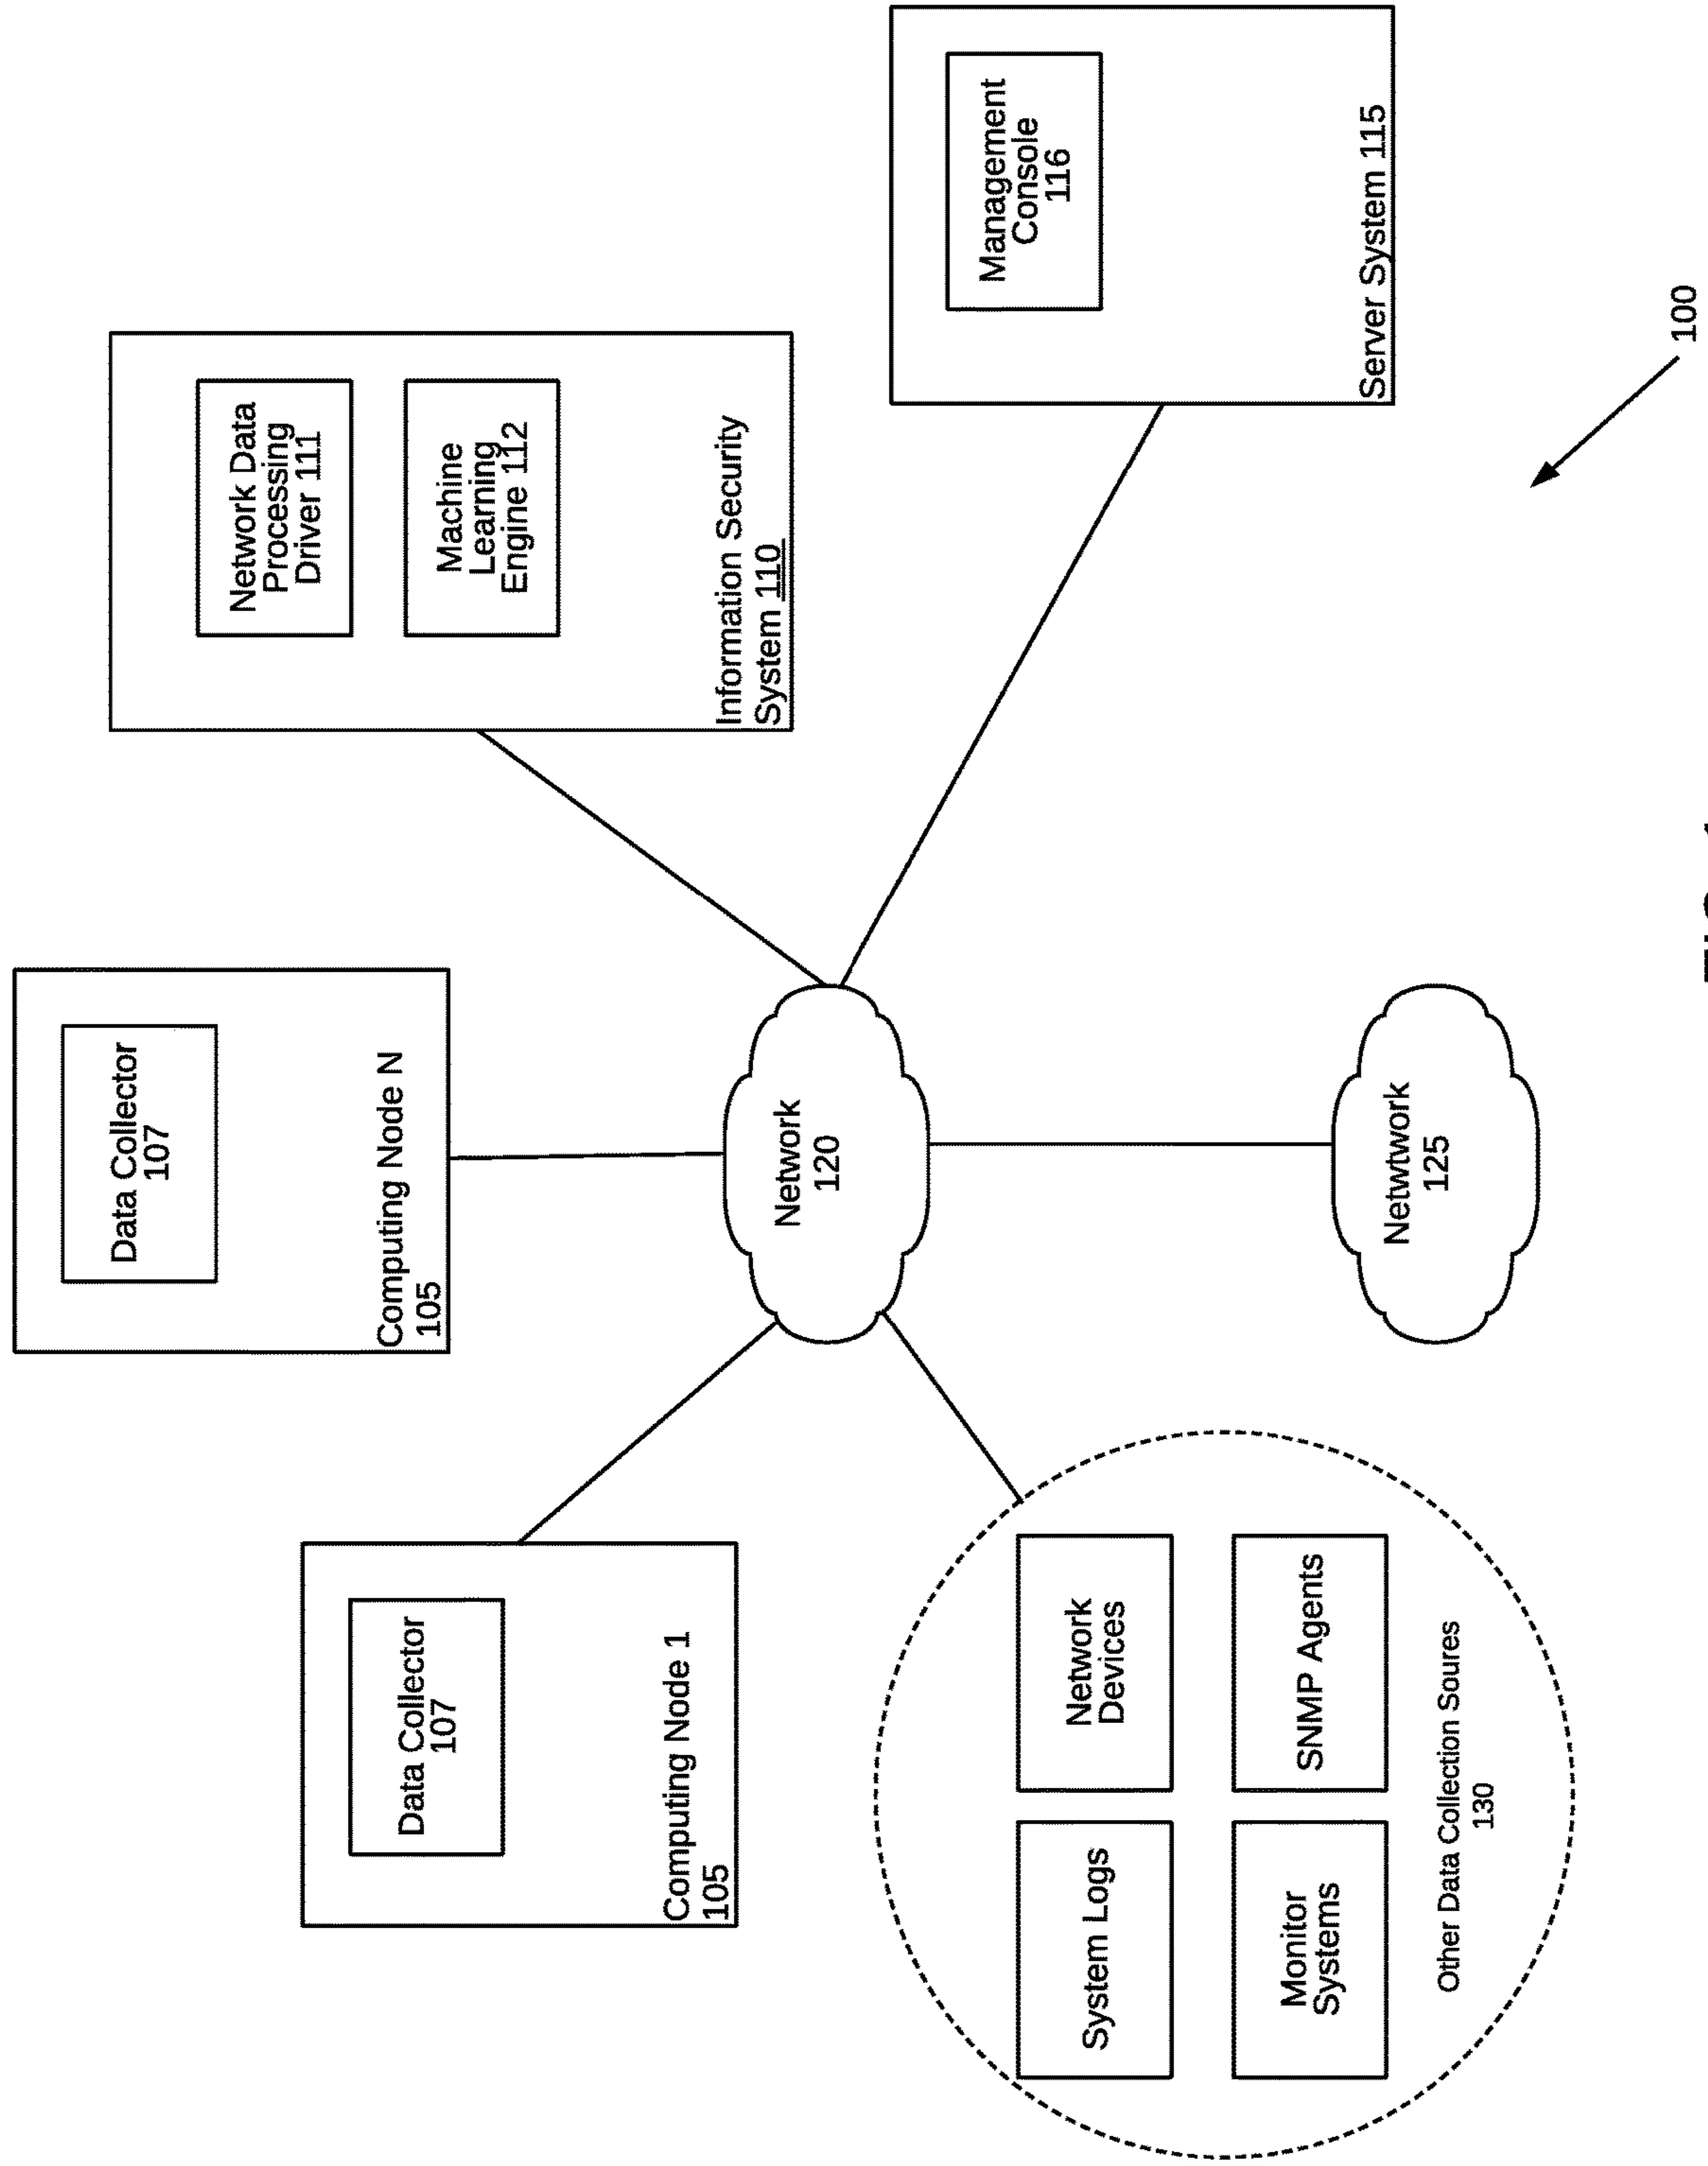 Data Collector
107
Computing Node N
105
Data Collector
107
Computing Node 1
105
Network Data
Processing
Driver 111
Machine
Learning
Engine 112
Information Security
System 110
Management
Console
116
Server System 115
Network
120
Netwtwork
125
System Logs
Network
Devices
Monitor
Systems
SNMP Agents
Other Data Collection Soures
130
100